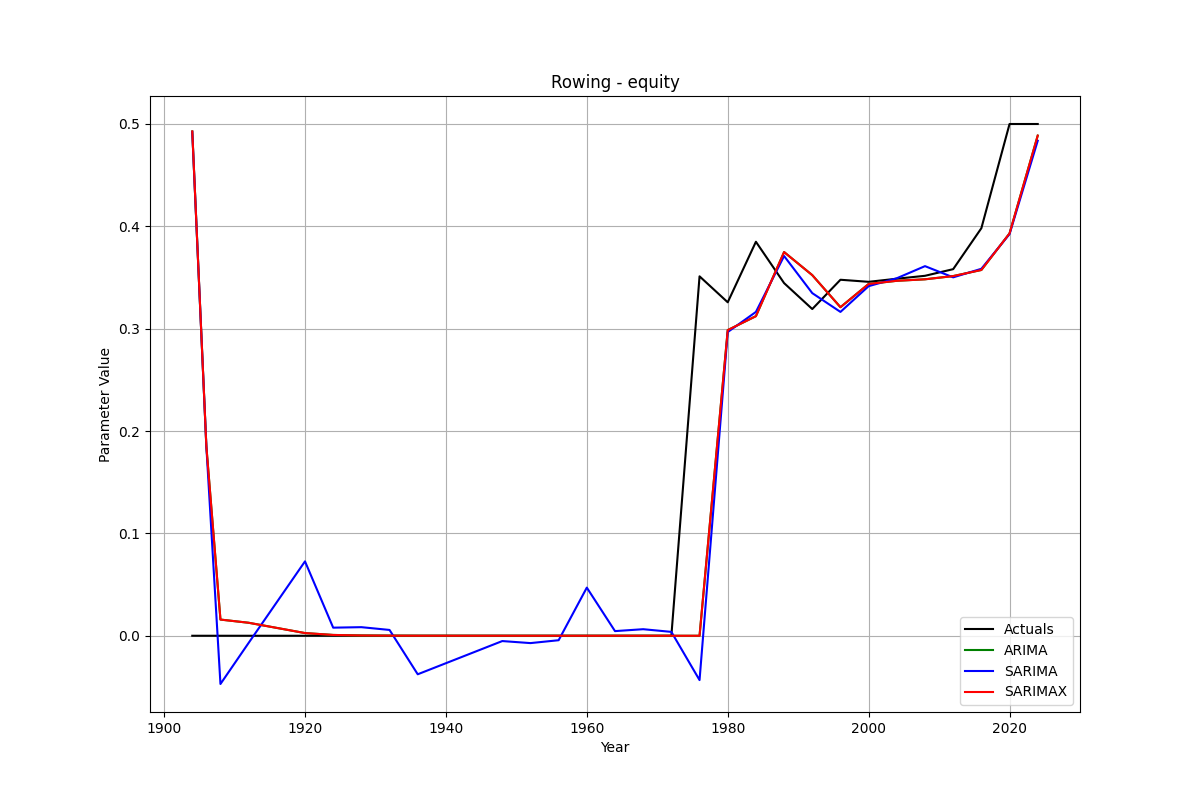 Rowing - equity
Parameter Value
0.5
0.4
0.3
0.2
0.1
0.0
1900 1920 1940 1960 1980 2000 2020
Year
Actuals
ARIMA
SARIMA
SARIMAX